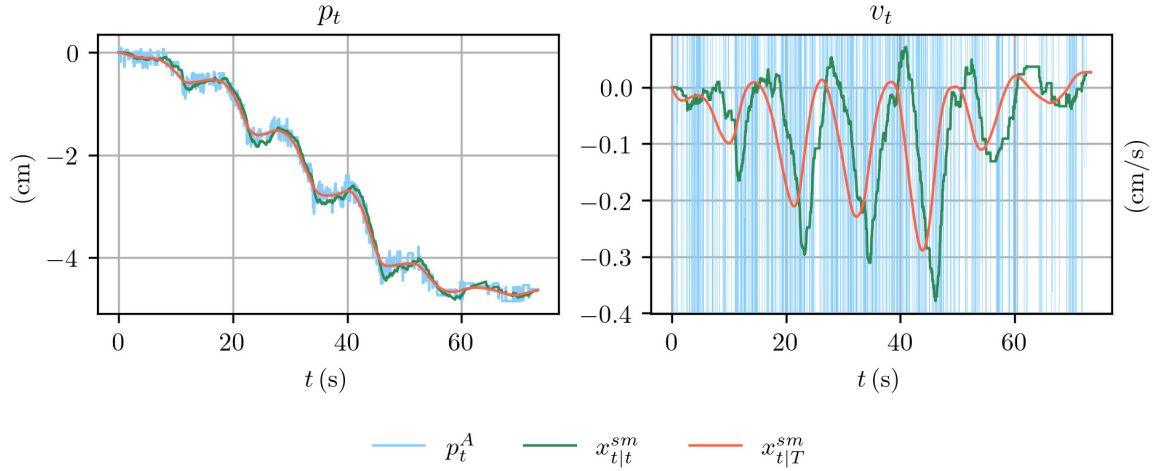 p_t
0
−2
−4
(cm)
0
20
40
60
t (s)
v_t
0.0
−0.1
−0.2
−0.3
−0.4
(cm/s)
0
20
40
60
t (s)
p_t^A
x_{t|t}^{sm}
x_{t|T}^{sm}